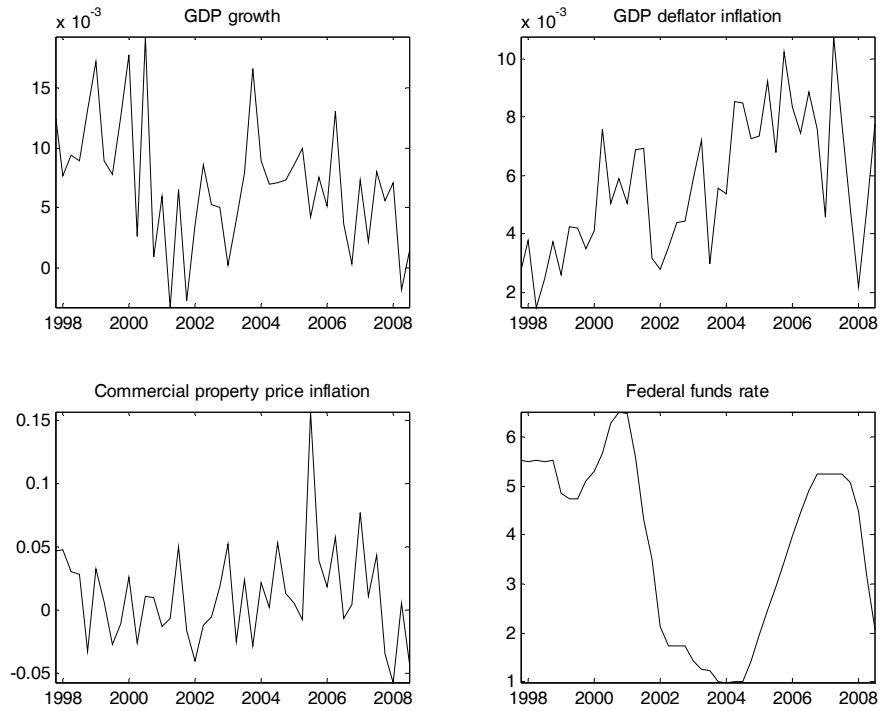 GDP growth
x 10⁻³
15
10
5
0
1998 2000 2002 2004 2006 2008
GDP deflator inflation
x 10⁻³
10
8
6
4
2
1998 2000 2002 2004 2006 2008
Commercial property price inflation
0.15
0.1
0.05
0
-0.05
1998 2000 2002 2004 2006 2008
Federal funds rate
6
5
4
3
2
1
1998 2000 2002 2004 2006 2008